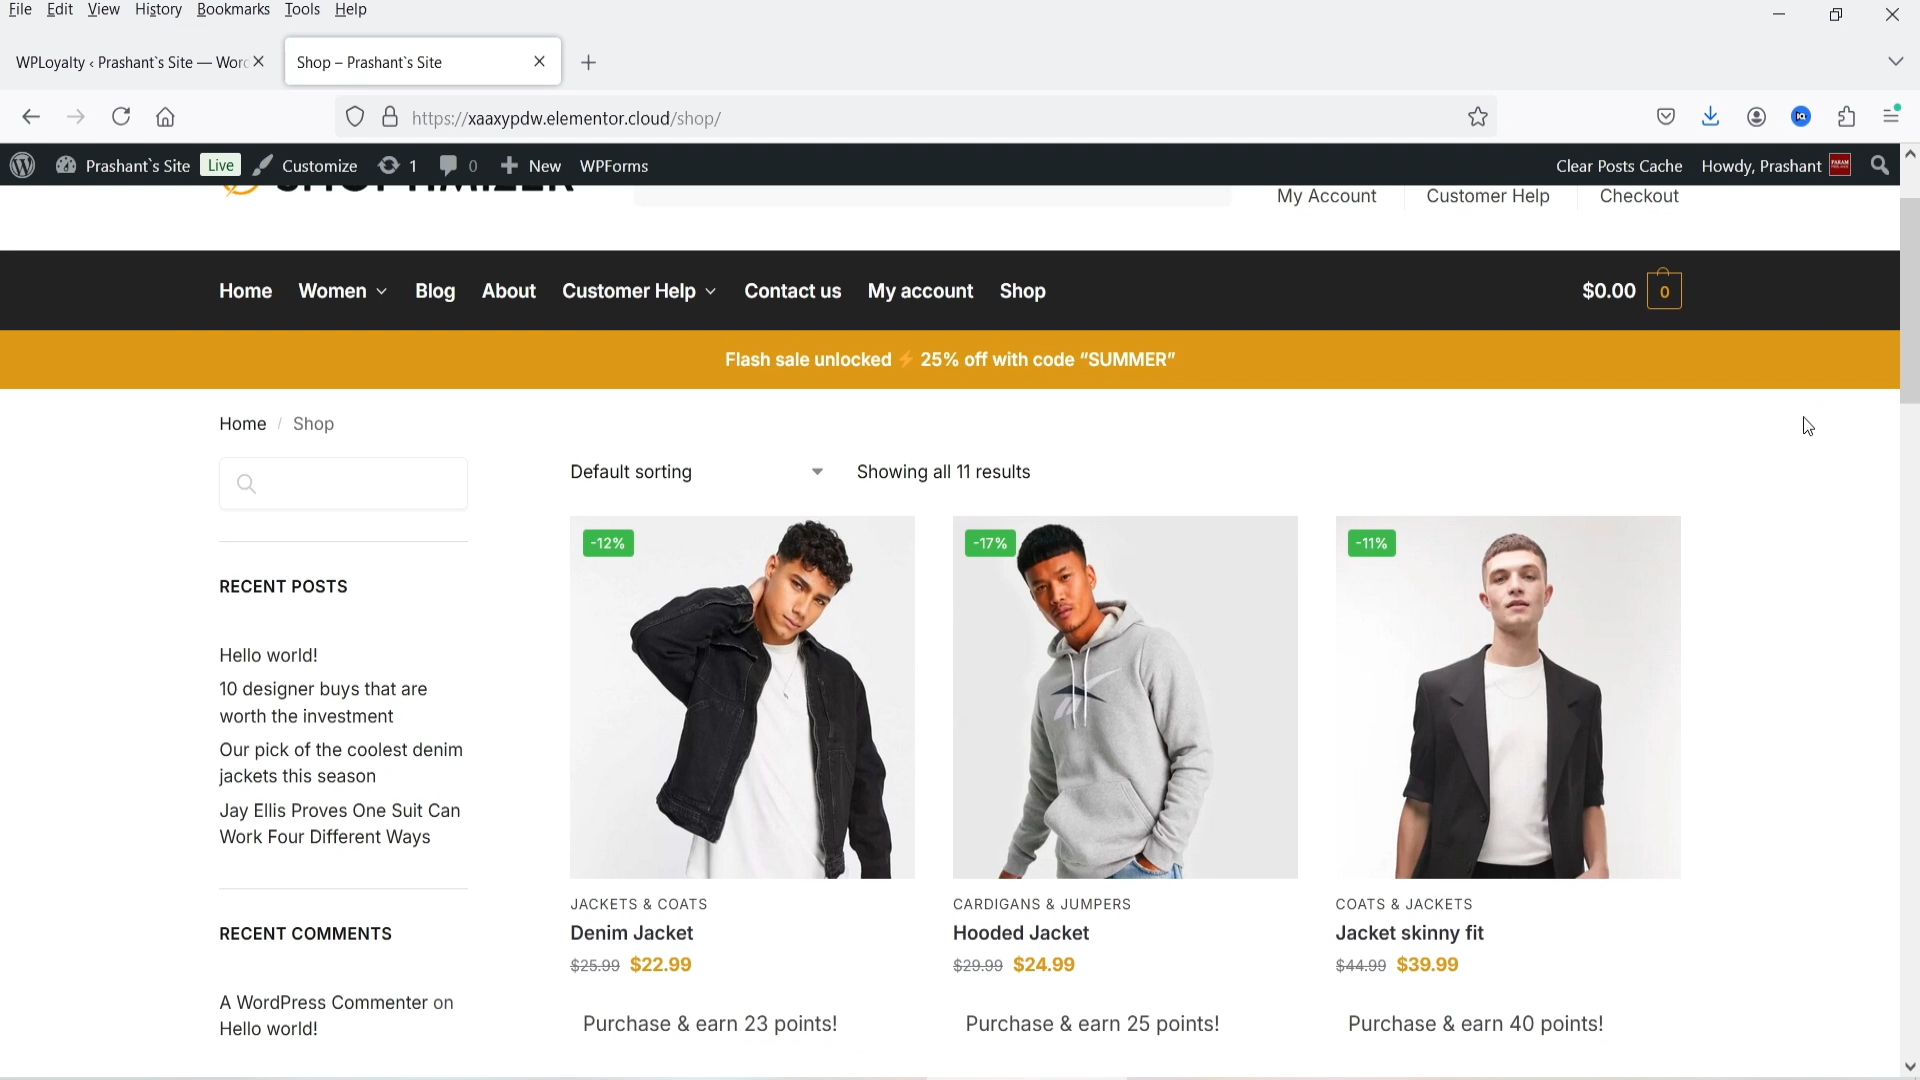 File Edit View History Bookmarks Tools Help
WPLoyalty ‹ Prashant`s Site — Worc
Shop – Prashant`s Site
https://xaaxypdw.elementor.cloud/shop/
Prashant`s Site Live Customize 1 0 New WPForms Clear Posts Cache Howdy, Prashant
SHOPTIMIZER
My Account Customer Help Checkout
Home Women Blog About Customer Help Contact us My account Shop $0.00 0
Flash sale unlocked ⚡ 25% off with code “SUMMER”
Home / Shop
Default sorting Showing all 11 results
-12% -17% -11%
RECENT POSTS
Hello world!
10 designer buys that are
worth the investment
Our pick of the coolest denim
jackets this season
Jay Ellis Proves One Suit Can
Work Four Different Ways
RECENT COMMENTS
A WordPress Commenter on
Hello world!
JACKETS & COATS
Denim Jacket
$25.99 $22.99
Purchase & earn 23 points!
CARDIGANS & JUMPERS
Hooded Jacket
$29.99 $24.99
Purchase & earn 25 points!
COATS & JACKETS
Jacket skinny fit
$44.99 $39.99
Purchase & earn 40 points!